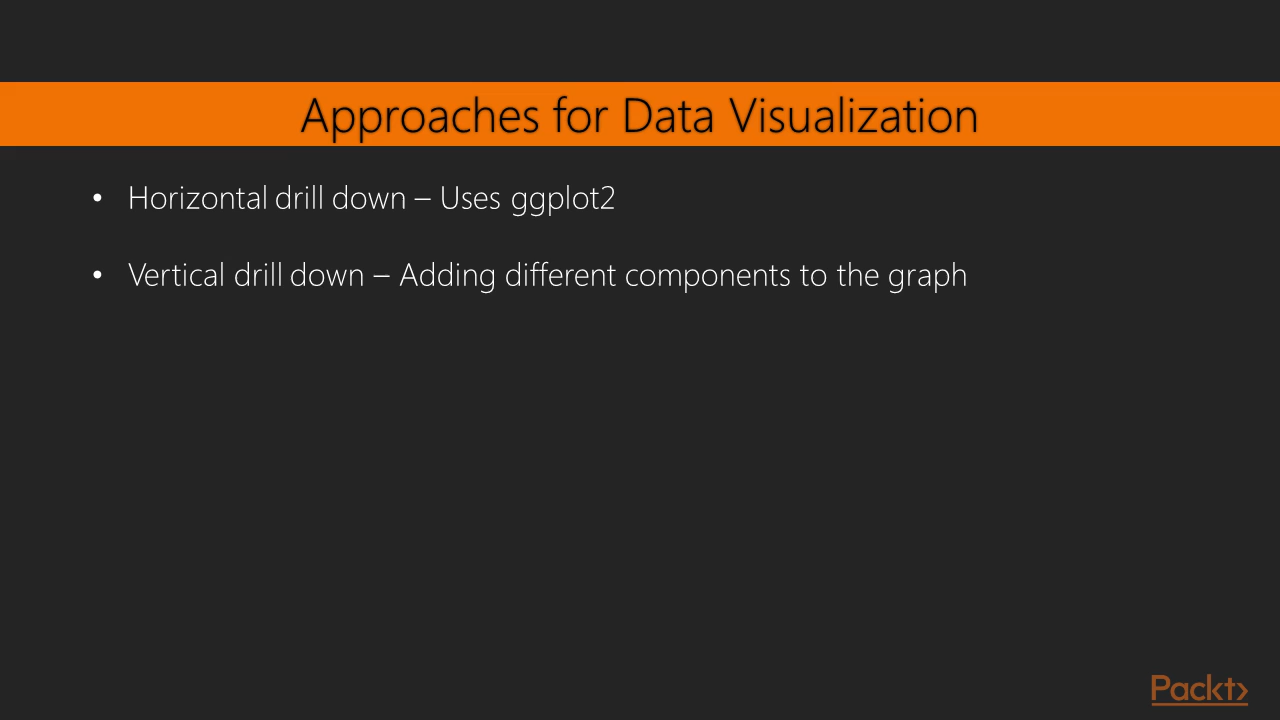 Approaches for Data Visualization
• Horizontal drill down – Uses ggplot2
• Vertical drill down – Adding different components to the graph
Packt>